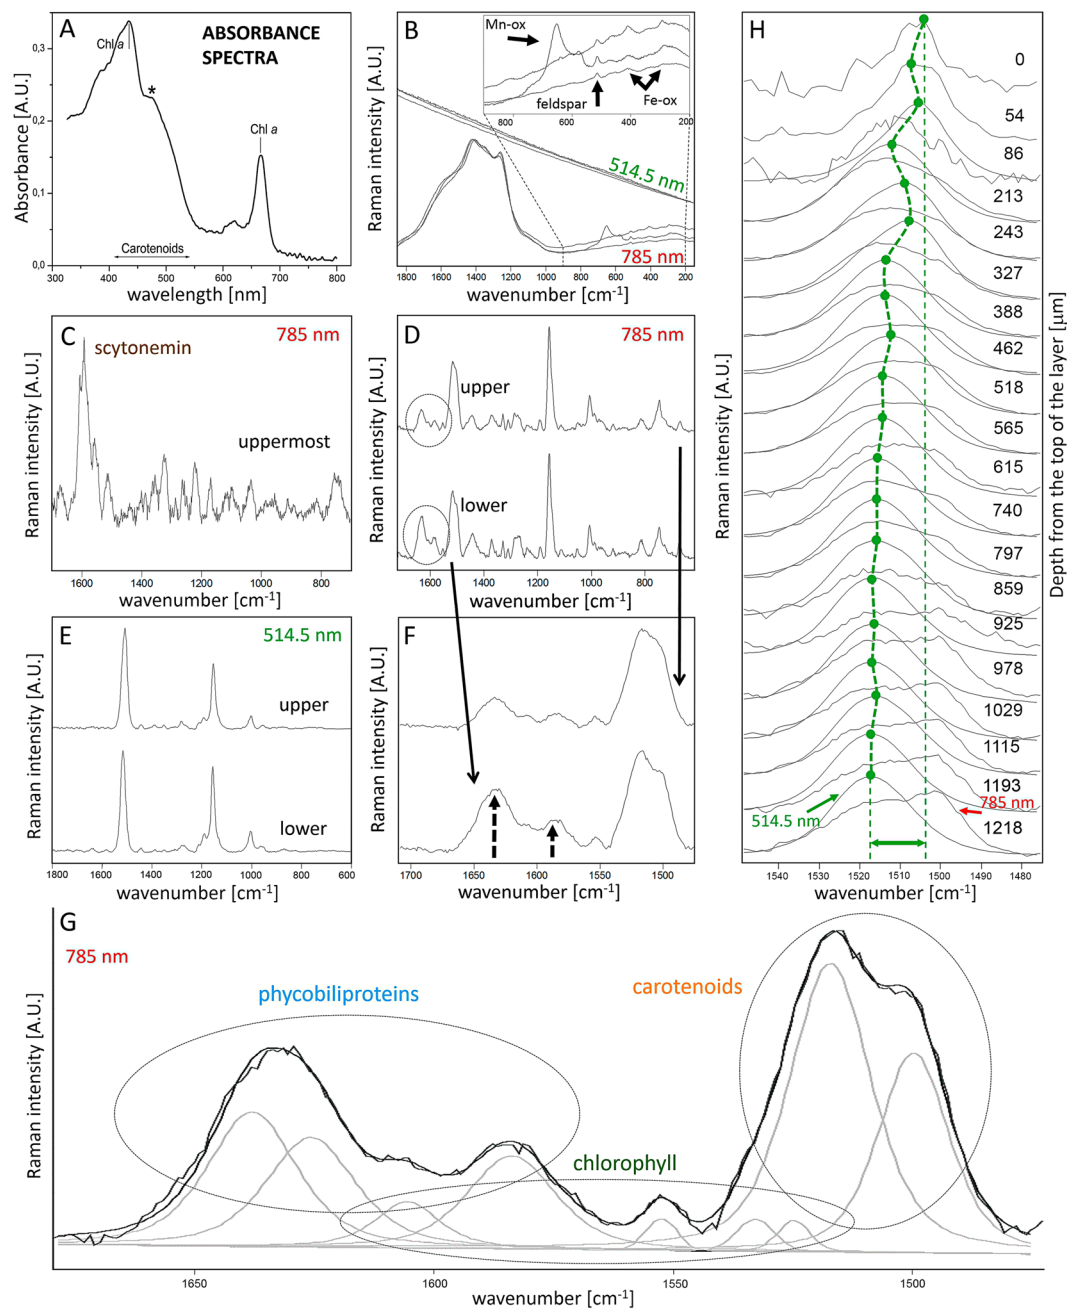 A
Chl a
ABSORBANCE
SPECTRA
*
Chl a
Carotenoids
0,3
0,2
0,1
0,0
300 400 500 600 700 800
Absorbance [A.U.]
wavelength [nm]
B
Mn-ox
feldspar
Fe-ox
800 600 400 200
514.5 nm
785 nm
1800 1600 1400 1200 1000 800 600 400 200
Raman intensity [A.U.]
wavenumber [cm-1]
C
785 nm
scytonemin
uppermost
1600 1400 1200 1000 800
Raman intensity [A.U.]
wavenumber [cm-1]
D
785 nm
upper
lower
1600 1400 1200 1000 800
Raman intensity [A.U.]
wavenumber [cm-1]
E
514.5 nm
upper
lower
1800 1600 1400 1200 1000 800 600
Raman intensity [A.U.]
wavenumber [cm-1]
F
1700 1650 1600 1550 1500
Raman intensity [A.U.]
wavenumber [cm-1]
H
0
54
86
213
243
327
388
462
518
565
615
740
797
859
925
978
1029
1115
1193
1218
514.5 nm
785 nm
1540 1530 1520 1510 1500 1490 1480
Raman intensity [A.U.]
Depth from the top of the layer [µm]
wavenumber [cm-1]
G
785 nm
phycobiliproteins
carotenoids
chlorophyll
1650 1600 1550 1500
Raman intensity [A.U.]
wavenumber [cm-1]